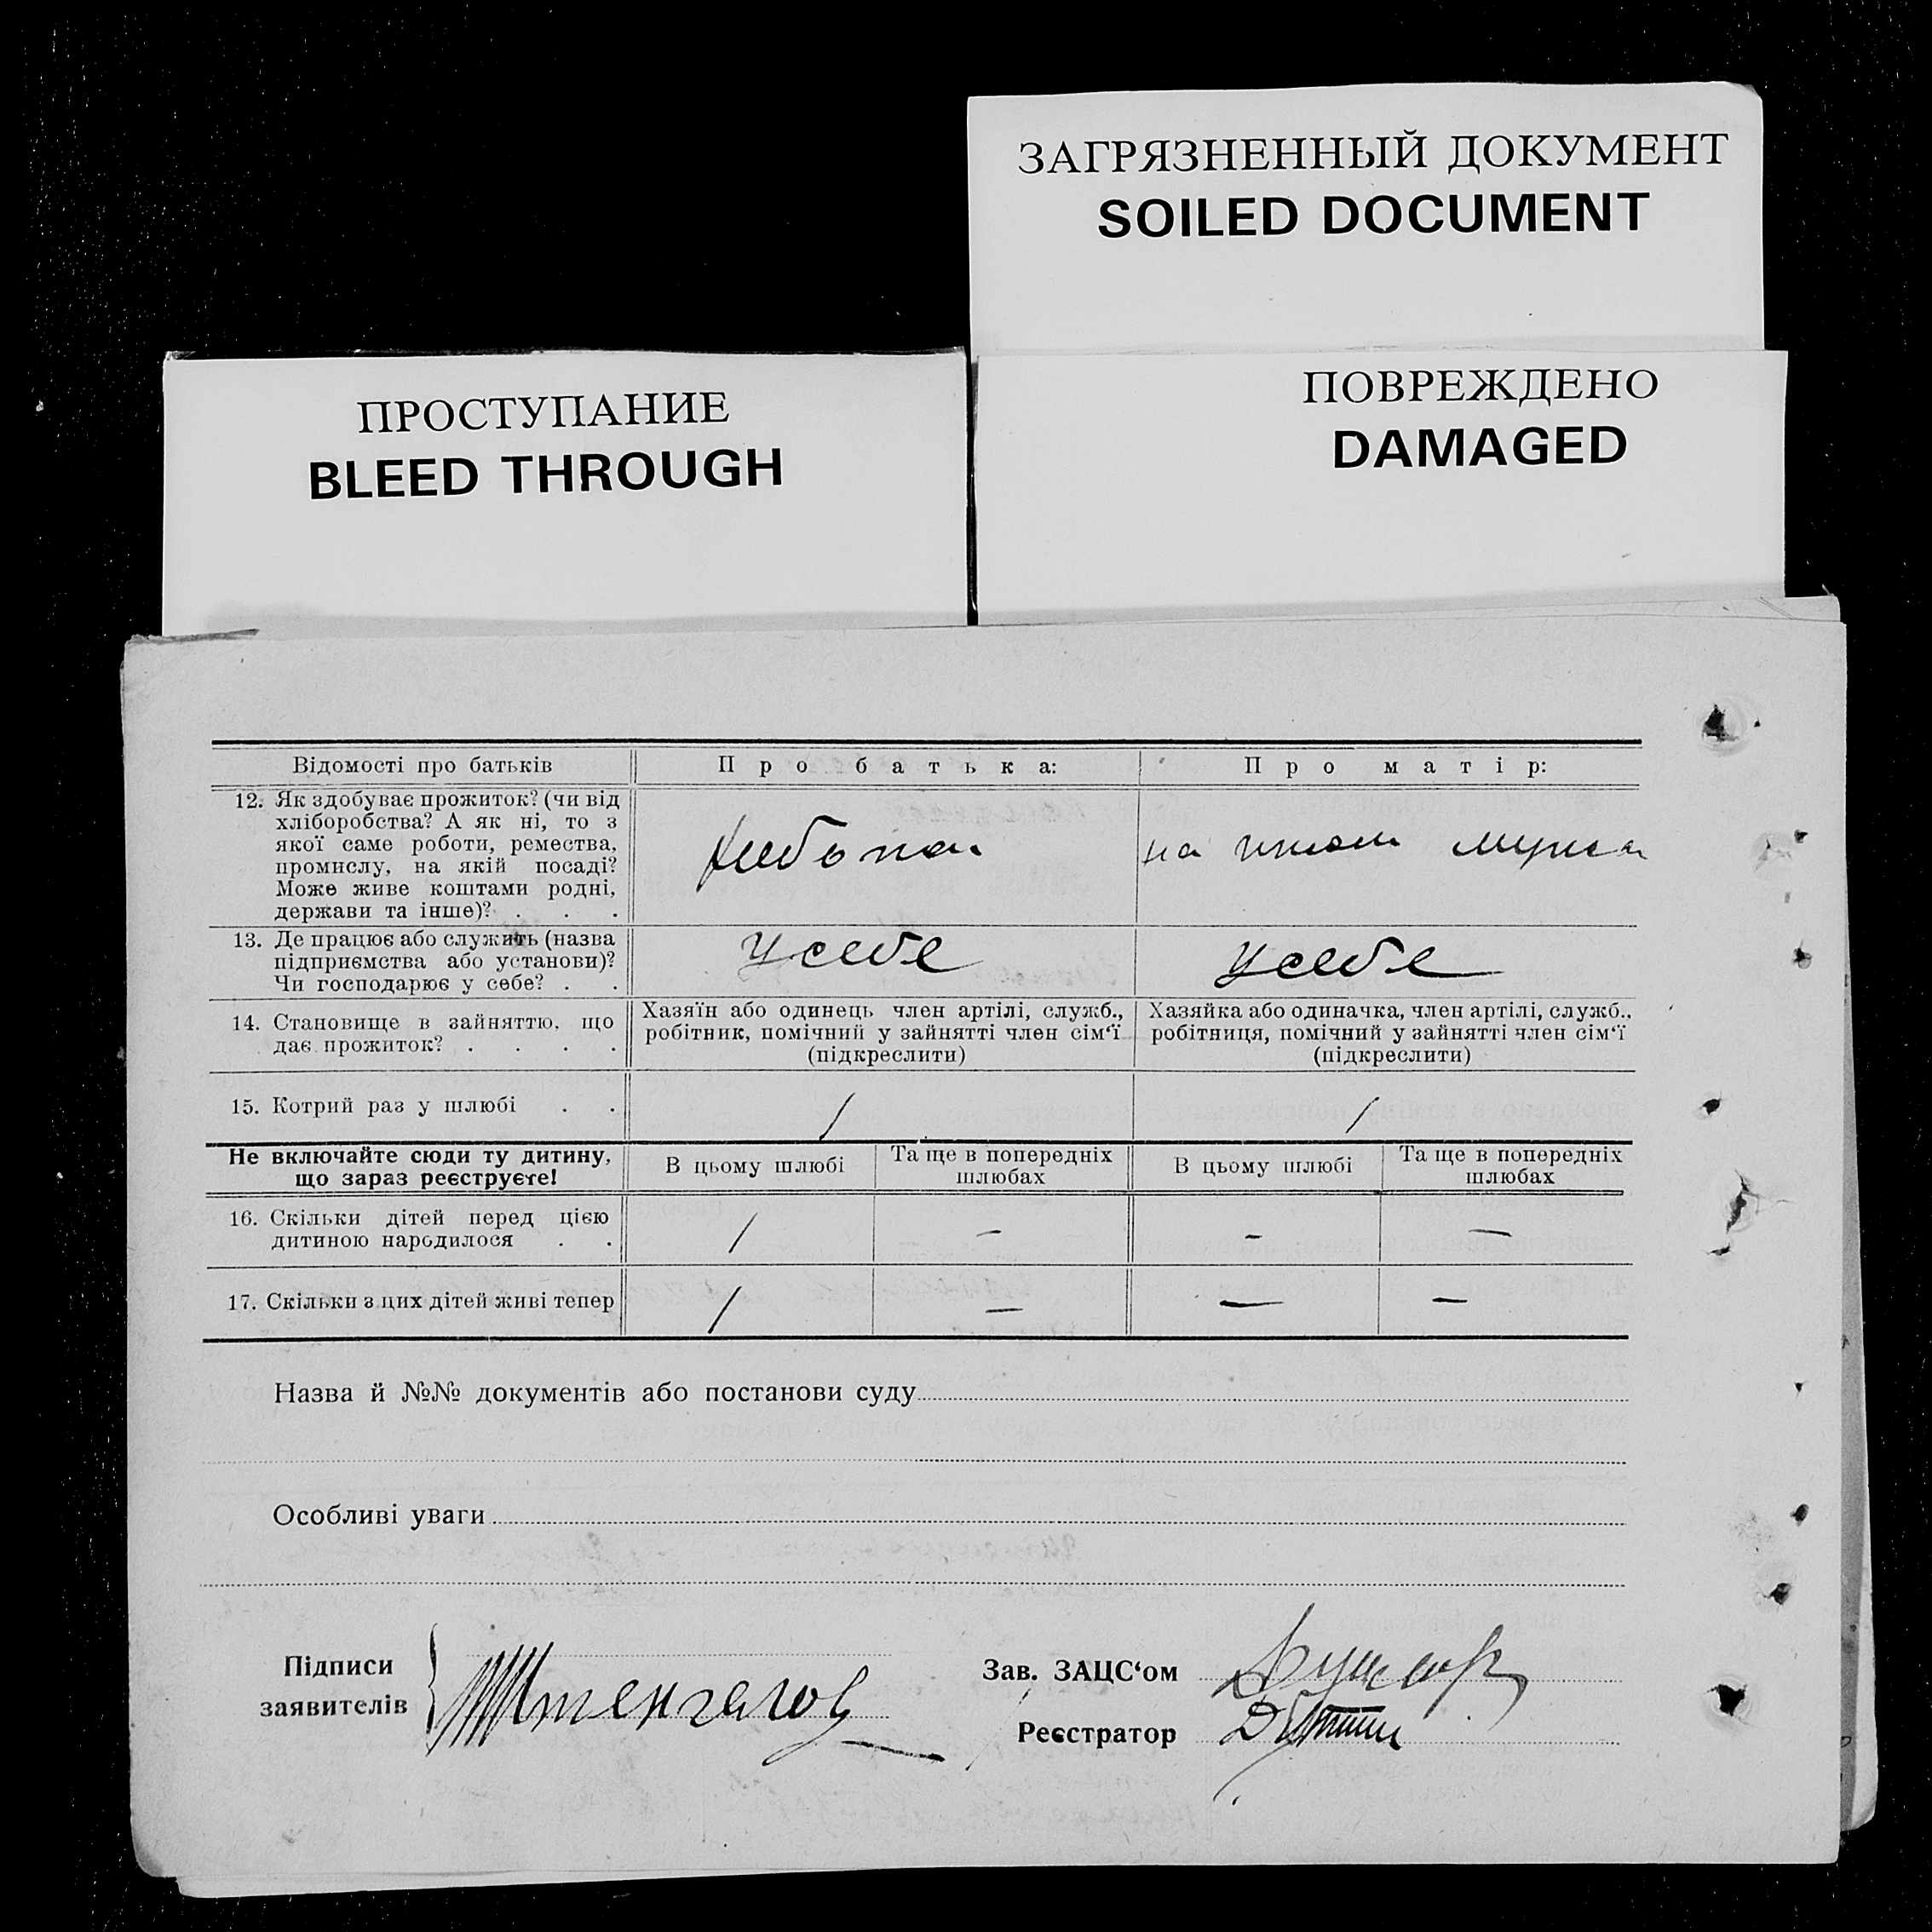 ЗАГРЯЗНЕННЫЙ ДОКУМЕНТ
SOILED DOCUMENT
ПРОСТУПАНИЕ
BLEED THROUGH
ПОВРЕЖДЕНО
DAMAGED
Відомості про батьків
Про батька:
Про матір:
12. Як здобуває прожиток? (чи від
хліборобства? А як ні, то з
якої саме роботи, ремества,
промислу, на якій посаді?
Може живе коштами родні,
держави та інше)? . . .
на
13. Де працює або служить (назва
підприємства або установи)?
Чи господарює у себе? . .
У себе
У себе
14. Становище в зайняттю, що
дає прожиток? . . . .
Хазяїн або одинець член артілі, служб.,
робітник, помічний у зайнятті член сім‘ї
(підкреслити)
Хазяйка або одиначка, член артілі, служб.,
робітниця, помічний у зайнятті член сім‘ї
(підкреслити)
15. Котрий раз у шлюбі . .
/
/
Не включайте сюди ту дитину,
що зараз реєструєте!
В цьому шлюбі
Та ще в попередніх
шлюбах
В цьому шлюбі
Та ще в попередніх
шлюбах
16. Скільки дітей перед цією
дитиною народилося . .
/ — - —
17. Скільки з цих дітей живі тепер
/ — — —
Назва й №№ документів або постанови суду
Особливі уваги
Підписи
заявителів
Зав. ЗАЦС‘ом
Реєстратор